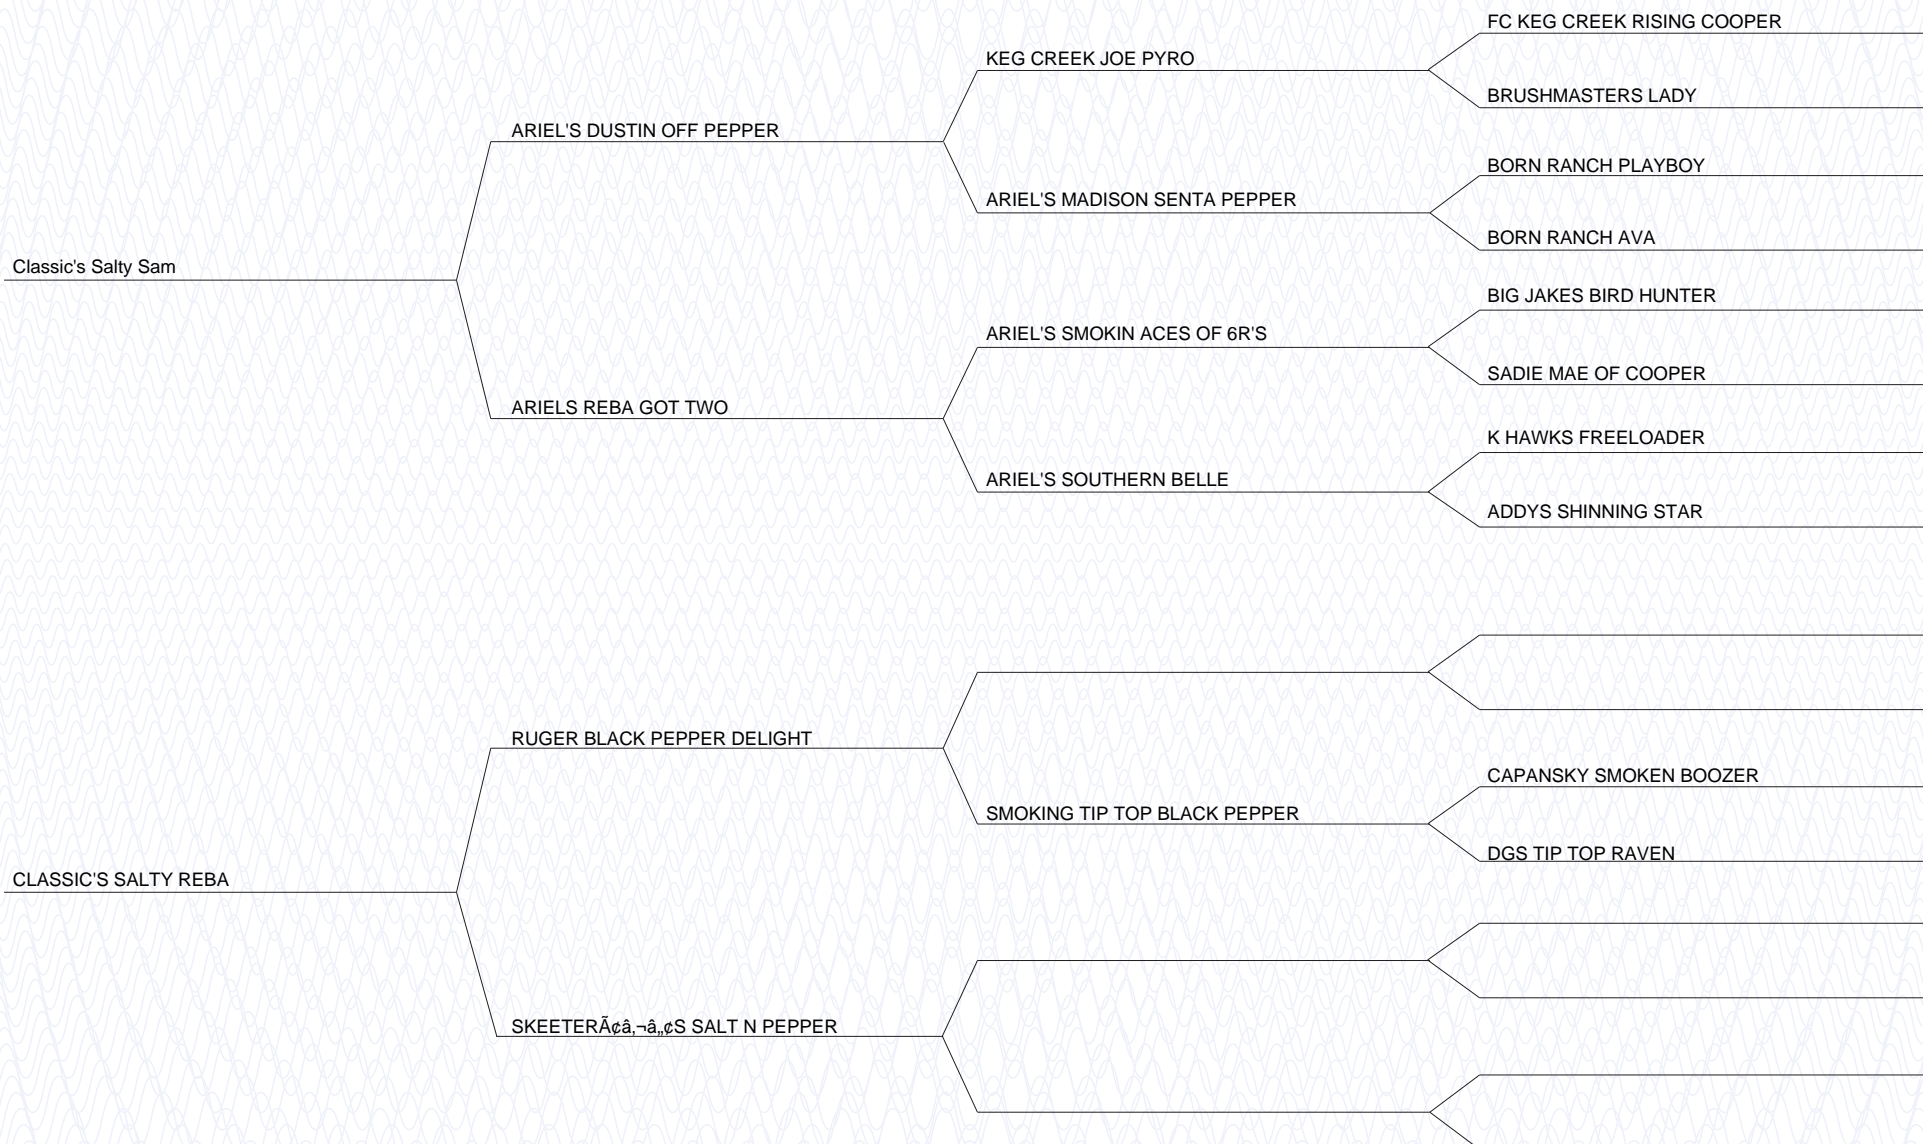 FC KEG CREEK RISING COOPER
KEG CREEK JOE PYRO
BRUSHMASTERS LADY
ARIEL'S DUSTIN OFF PEPPER
BORN RANCH PLAYBOY
ARIEL'S MADISON SENTA PEPPER
BORN RANCH AVA
Classic's Salty Sam
BIG JAKES BIRD HUNTER
ARIEL'S SMOKIN ACES OF 6R'S
SADIE MAE OF COOPER
ARIELS REBA GOT TWO
K HAWKS FREELOADER
ARIEL'S SOUTHERN BELLE
ADDYS SHINNING STAR
RUGER BLACK PEPPER DELIGHT
CAPANSKY SMOKEN BOOZER
SMOKING TIP TOP BLACK PEPPER
DGS TIP TOP RAVEN
CLASSIC'S SALTY REBA
SKEETERÃ¢â‚¬â„¢S SALT N PEPPER